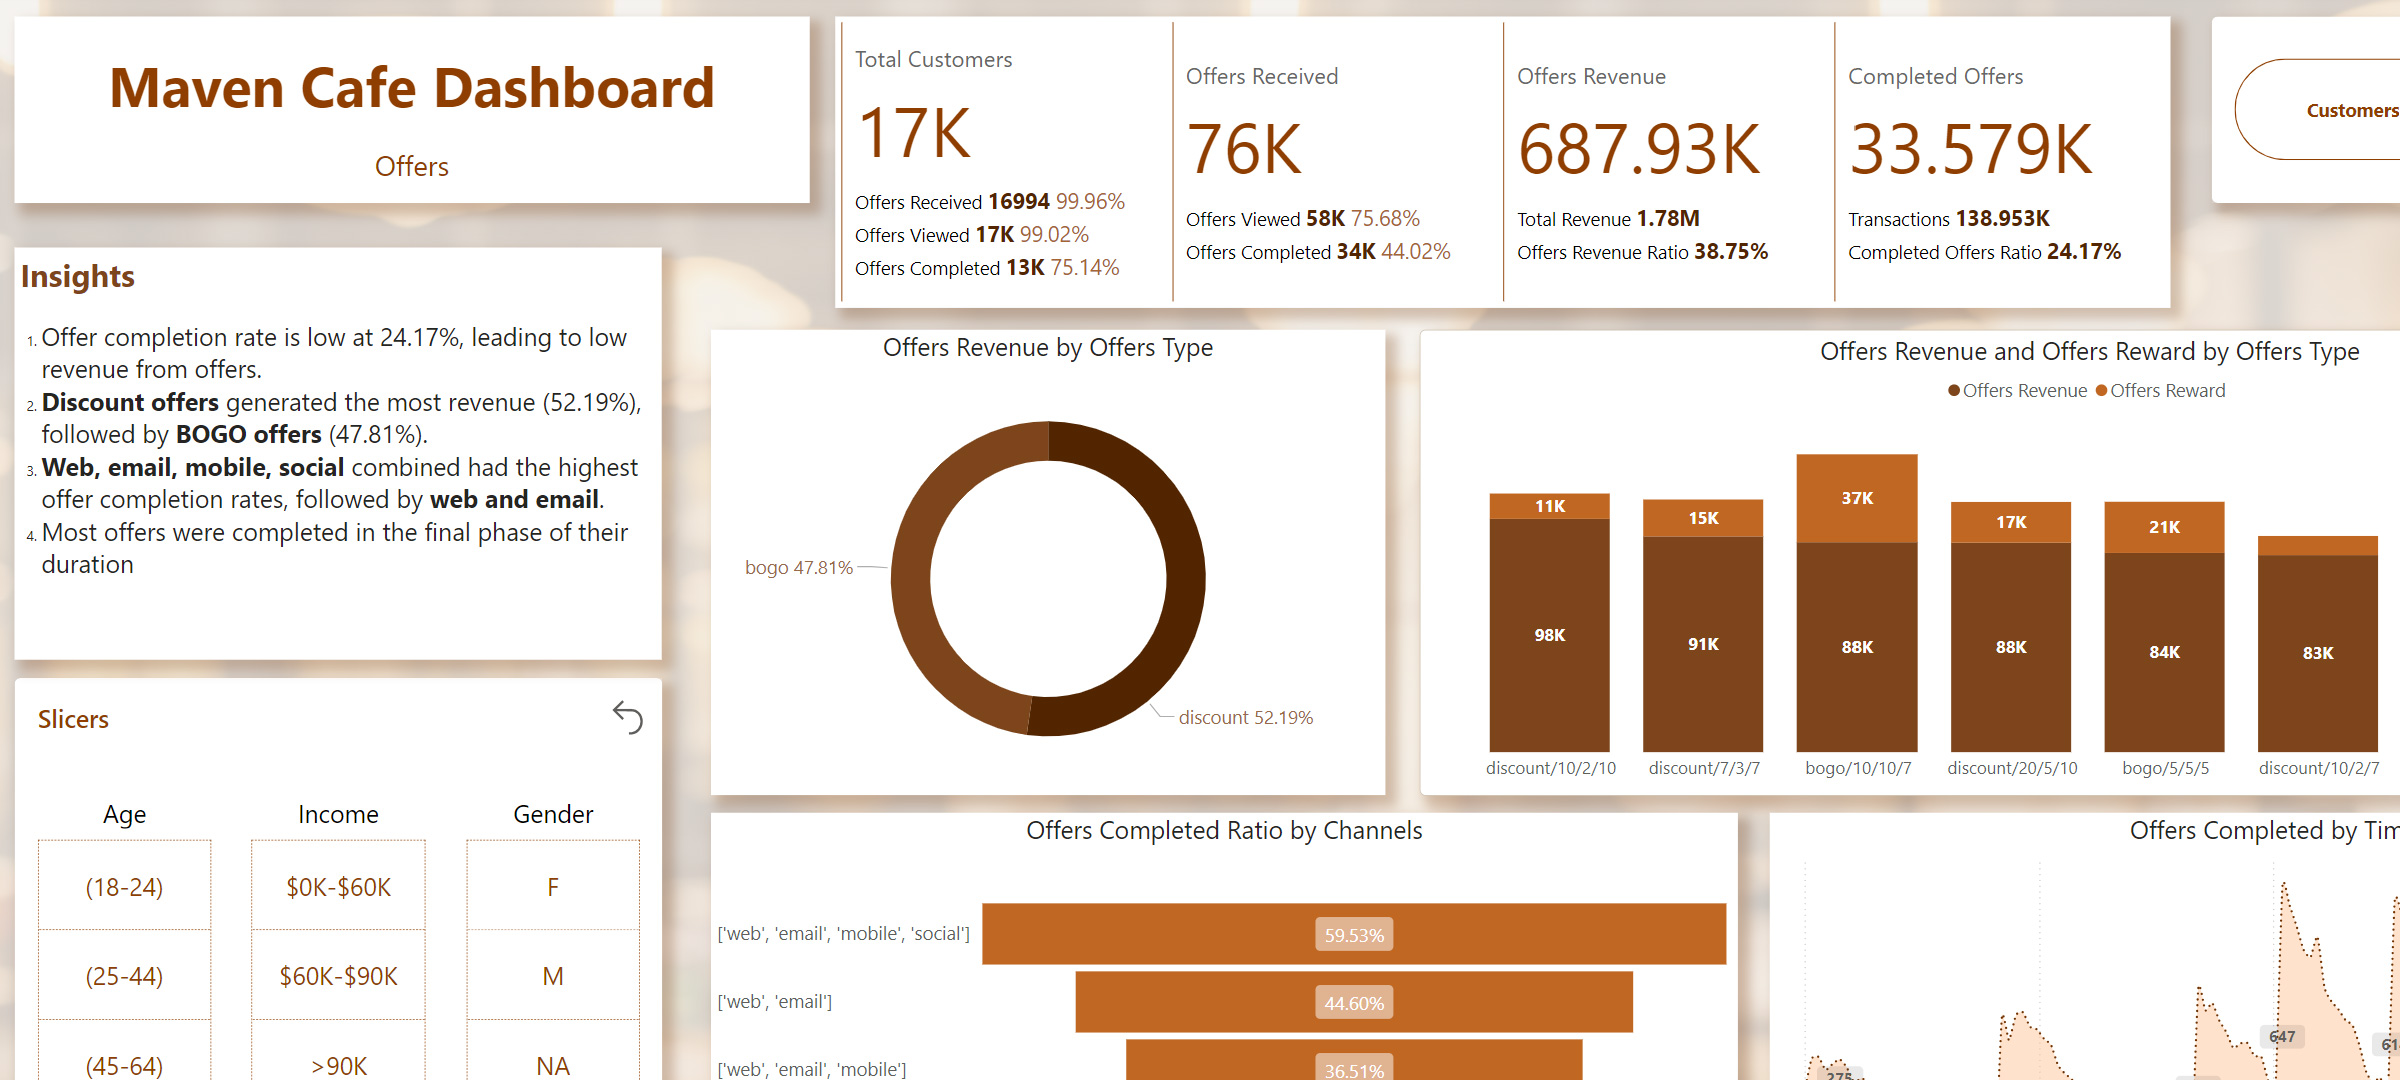 Maven Cafe Dashboard
Offers
Total Customers
17K
Offers Received 16994 99.96%
Offers Viewed 17K 99.02%
Offers Completed 13K 75.14%
Offers Received
76K
Offers Viewed 58K 75.68%
Offers Completed 34K 44.02%
Offers Revenue
687.93K
Total Revenue 1.78M
Offers Revenue Ratio 38.75%
Completed Offers
33.579K
Transactions 138.953K
Completed Offers Ratio 24.17%
Customers
Insights
1. Offer completion rate is low at 24.17%, leading to low
revenue from offers.
2. Discount offers generated the most revenue (52.19%),
followed by BOGO offers (47.81%).
3. Web, email, mobile, social combined had the highest
offer completion rates, followed by web and email.
4. Most offers were completed in the final phase of their
duration
Slicers
Age
(18-24)
(25-44)
(45-64)
Income
$0K-$60K
$60K-$90K
>90K
Gender
F
M
NA
Offers Revenue by Offers Type
bogo 47.81%
discount 52.19%
Offers Revenue and Offers Reward by Offers Type
Offers Revenue Offers Reward
11K
15K
37K
17K
21K
98K
91K
88K
88K
84K
83K
discount/10/2/10
discount/7/3/7
bogo/10/10/7
discount/20/5/10
bogo/5/5/5
discount/10/2/7
Offers Completed Ratio by Channels
['web', 'email', 'mobile', 'social']
59.53%
['web', 'email']
44.60%
['web', 'email', 'mobile']
36.51%
Offers Completed by
647
275